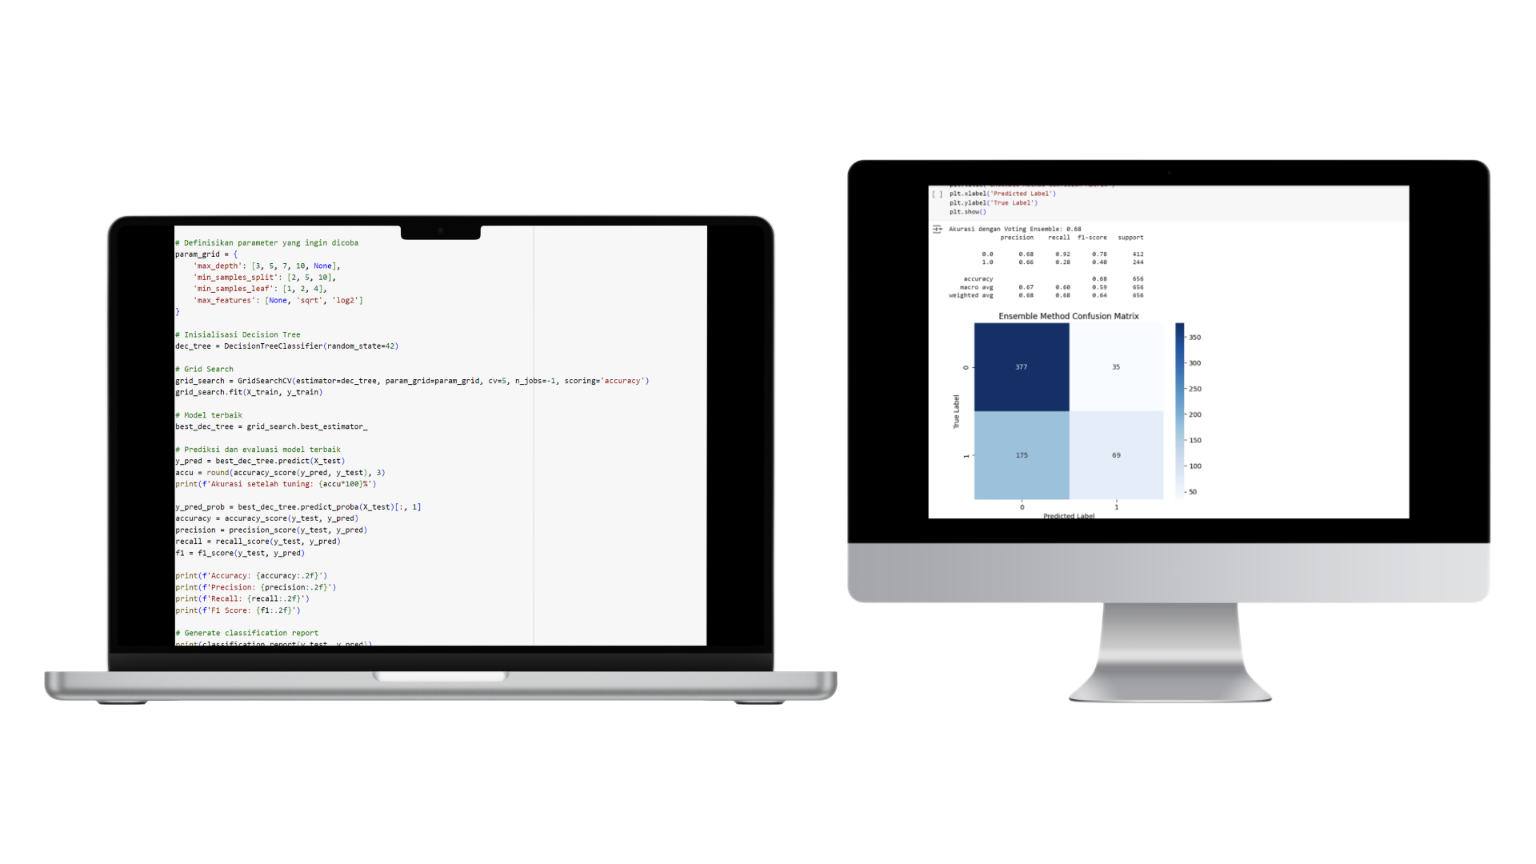 # Definisikan parameter yang ingin dicoba
param_grid = {
'max_depth': [3, 5, 7, 10, None],
'min_samples_split': [2, 5, 10],
'min_samples_leaf': [1, 2, 4],
'max_features': [None, 'sqrt', 'log2']
}
# Inisialisasi Decision Tree
dec_tree = DecisionTreeClassifier(random_state=42)
# Grid Search
grid_search = GridSearchCV(estimator=dec_tree, param_grid=param_grid, cv=5, n_jobs=-1, scoring='accuracy')
grid_search.fit(X_train, y_train)
# Model terbaik
best_dec_tree = grid_search.best_estimator_
# Prediksi dan evaluasi model terbaik
y_pred = best_dec_tree.predict(X_test)
accu = round(accuracy_score(y_pred, y_test), 3)
print(f'Akurasi setelah tuning: {accu*100}%')
y_pred_prob = best_dec_tree.predict_proba(X_test)[:, 1]
accuracy = accuracy_score(y_test, y_pred)
precision = precision_score(y_test, y_pred)
recall = recall_score(y_test, y_pred)
f1 = f1_score(y_test, y_pred)
print(f'Accuracy: {accuracy:.2f}')
print(f'Precision: {precision:.2f}')
print(f'Recall: {recall:.2f}')
print(f'F1 Score: {f1:.2f}')
# Generate classification report
print(classification_report(y_test, y_pred))
[ ] plt.xlabel('Predicted Label')
plt.ylabel('True Label')
plt.show()
Akurasi dengan Voting Ensemble: 0.68
precision recall f1-score support
0.0 0.68 0.92 0.78 412
1.0 0.66 0.28 0.40 244
accuracy 0.68 656
macro avg 0.67 0.60 0.59 656
weighted avg 0.68 0.68 0.64 656
Ensemble Method Confusion Matrix
377 35
175 69
0
1
True Label
0 1
Predicted Label
350
300
250
200
150
100
50